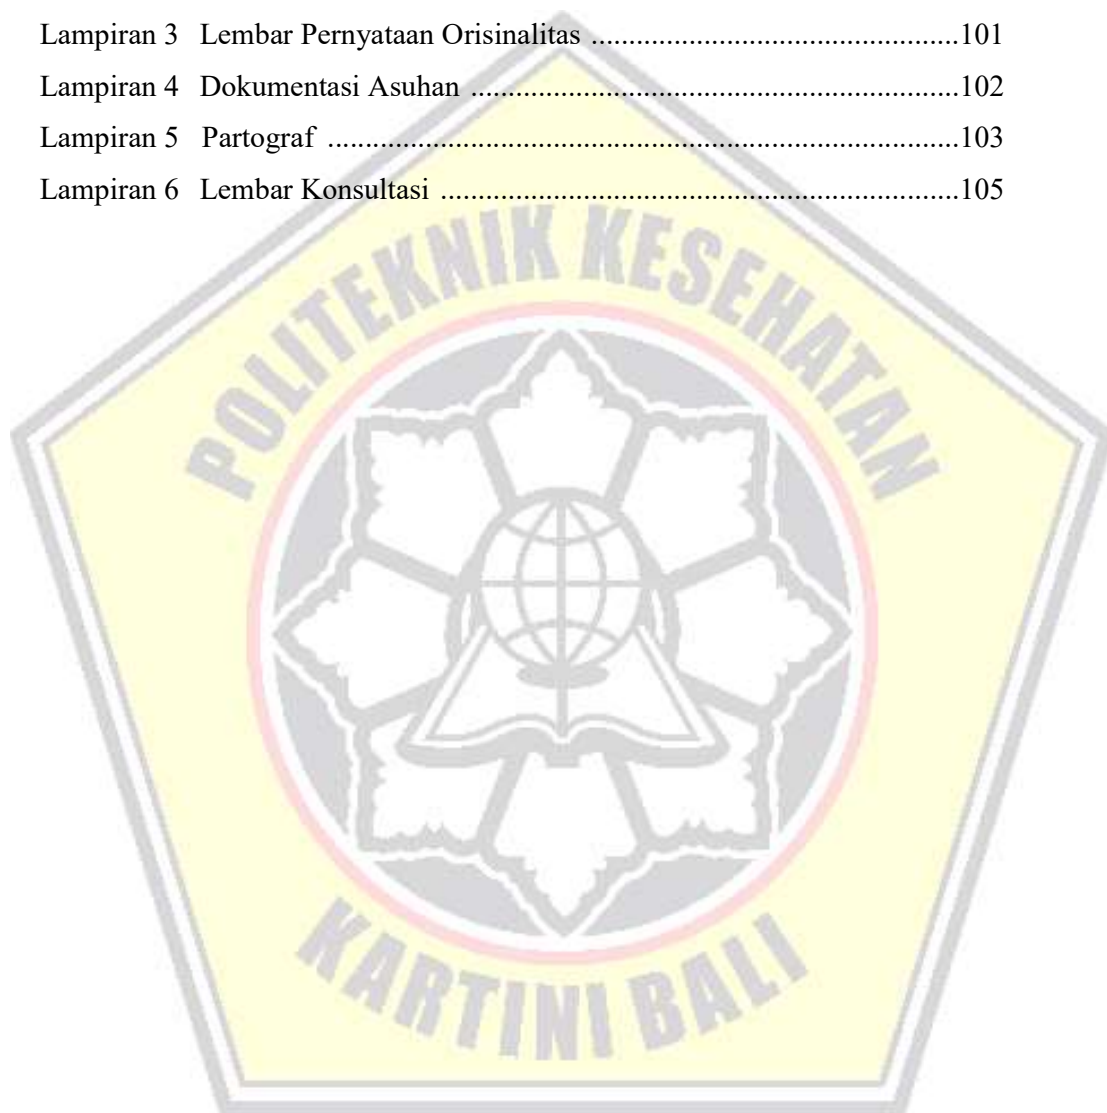 Lampiran 3 Lembar Pernyataan Orisinalitas .................................................101
Lampiran 4 Dokumentasi Asuhan .................................................................102
Lampiran 5 Partograf ....................................................................................103
Lampiran 6 Lembar Konsultasi .....................................................................105
POLITEKNIK KESEHATAN
KARTINI BALI